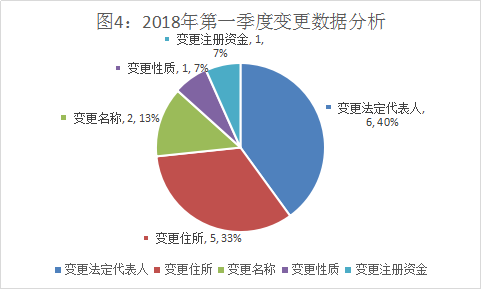 图4：2018年第一季度变更数据分析
变更注册资金, 1,
7%
变更性质, 1, 7%
变更名称, 2, 13%
变更法定代表人,
6, 40%
变更住所, 5, 33%
变更法定代表人 变更住所 变更名称 变更性质 变更注册资金